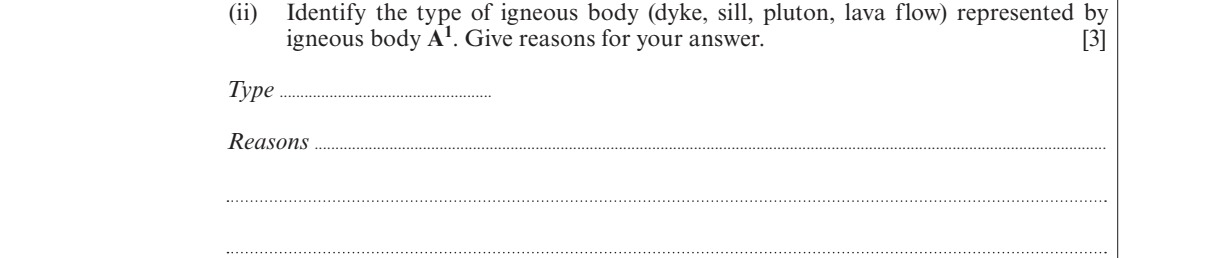 (ii) Identify the type of igneous body (dyke, sill, pluton, lava flow) represented by
igneous body A¹. Give reasons for your answer. [3]
Type ....................................................
Reasons ....................................................................................................
....................................................................................................
....................................................................................................